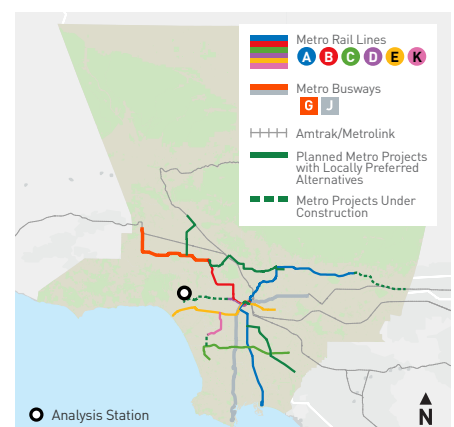 Metro Rail Lines
A B C D E K
Metro Busways
G J
Amtrak/Metrolink
Planned Metro Projects
with Locally Preferred
Alternatives
Metro Projects Under
Construction
Analysis Station
N